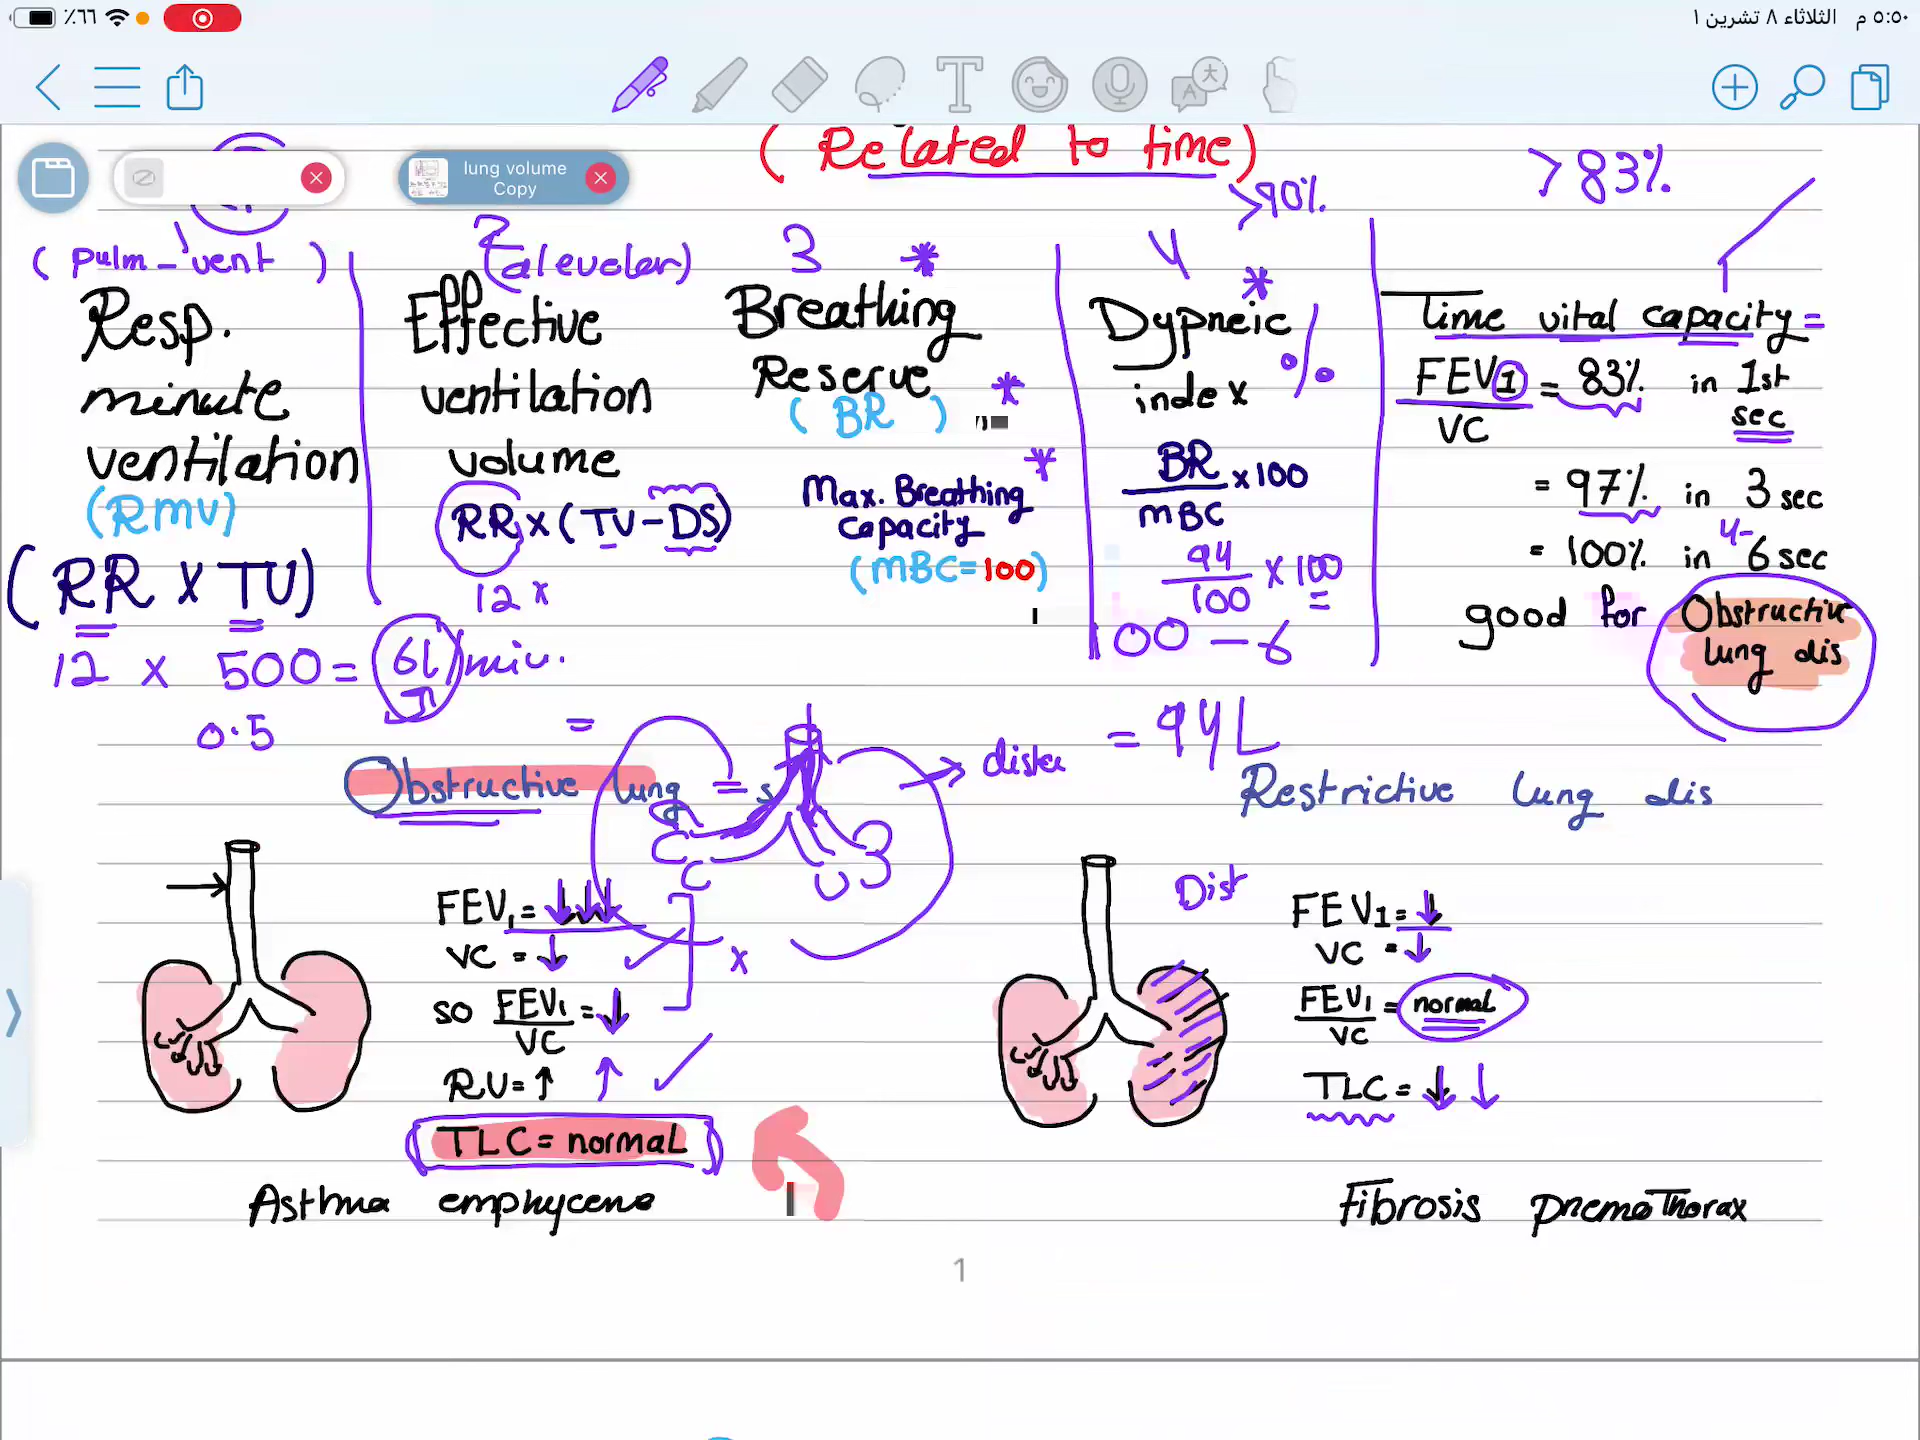 ٪٦٦
الثلاثاء ٨ تشرين ١
٥:٥٠ م
lung volume
Copy
(Related to time)
>90%
>83%
(pulm_vent)
2
(aleveler)
3 *
4
*
Resp.
minute
ventilation
(RMV)
(RR X TV)
12 x 500 = 6L/min.
0.5
Effective
ventilation
volume
RR x (TV-DS)
12 x
=
Breathing
Reserve *
(BR)
Max. Breathing *
capacity
(MBC=100)
Dypneic
index %
BR/MBC x100
94/100 x 100
=
100 - 6
= 94L
Time vital capacity =
FEV1/VC = 83% in 1st
sec
= 97% in 3 sec
4-
= 100% in 6 sec
good for Obstructive
lung dis
Obstructive lung = s
Restrictive lung dis
FEV1= ↓↓↓
VC = ↓
x
so FEV1/VC = ↓
RV= ↑ ↑
TLC= normal
Asthma emphycema
Dist
FEV1= ↓
VC = ↓
FEV1/VC = normal
TLC= ↓ ↓
Fibrosis pnemothorax
1